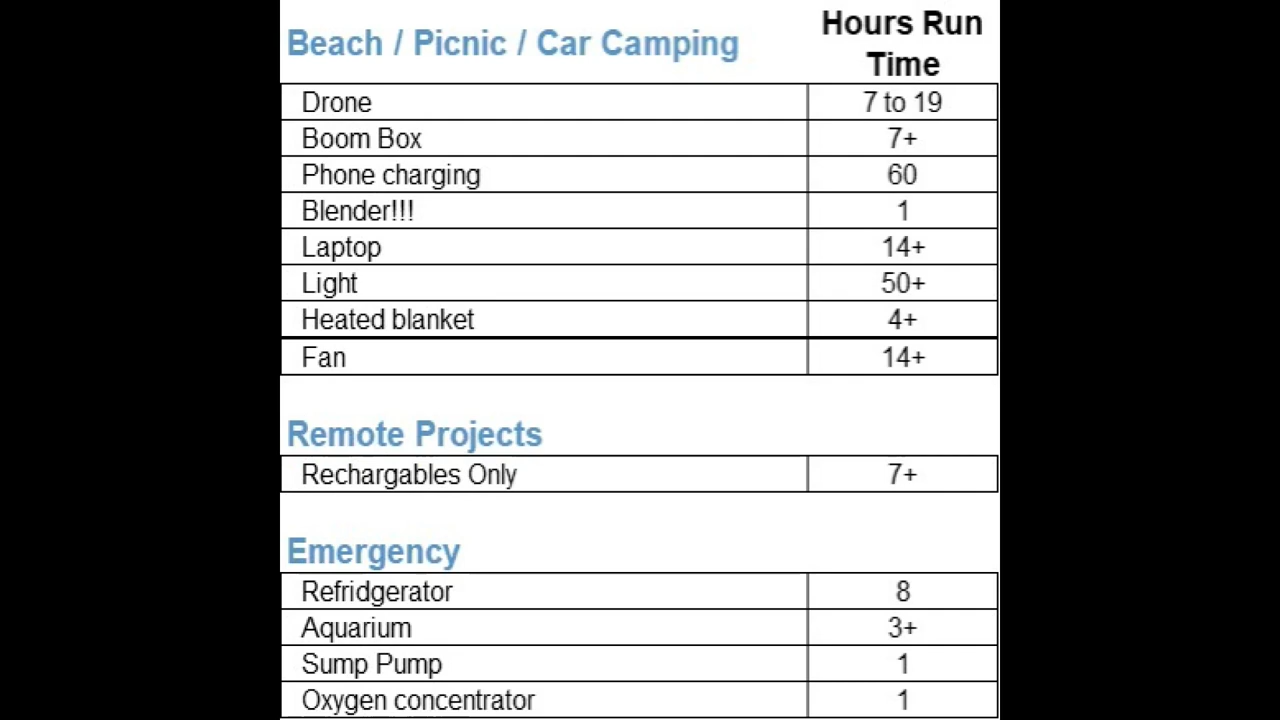 Beach / Picnic / Car Camping Hours Run Time
Drone 7 to 19
Boom Box 7+
Phone charging 60
Blender!!! 1
Laptop 14+
Light 50+
Heated blanket 4+
Fan 14+
Remote Projects
Rechargables Only 7+
Emergency
Refridgerator 8
Aquarium 3+
Sump Pump 1
Oxygen concentrator 1